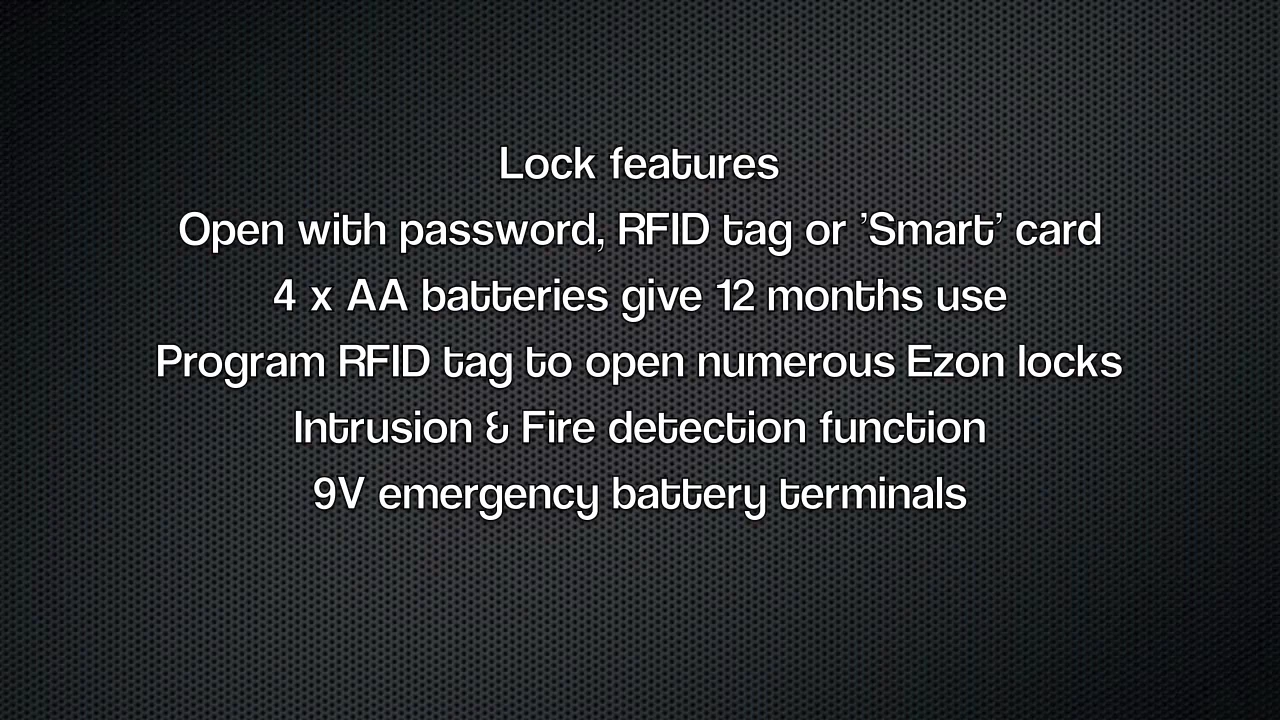 Lock features
Open with password, RFID tag or ’Smart’ card
4 x AA batteries give 12 months use
Program RFID tag to open numerous Ezon locks
Intrusion & Fire detection function
9V emergency battery terminals